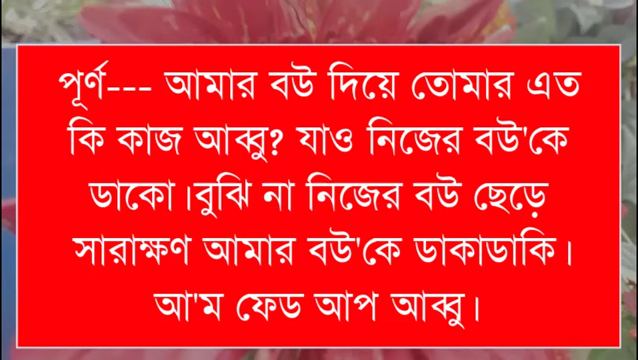 পূর্ণ--- আমার বউ দিয়ে তোমার এত
কি কাজ আব্বু? যাও নিজের বউ'কে
ডাকো।বুঝি না নিজের বউ ছেড়ে
সারাক্ষণ আমার বউ'কে ডাকাডাকি।
আ'ম ফেড আপ আব্বু।